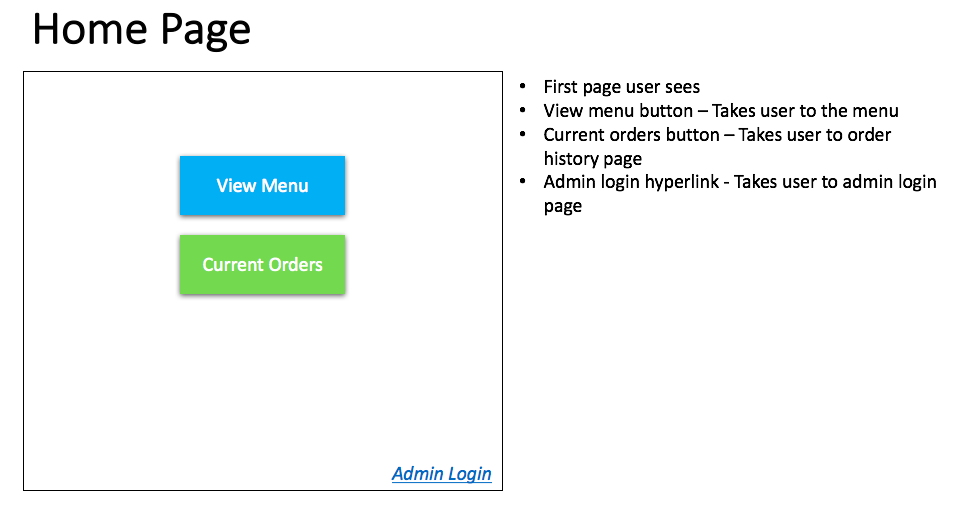 Home Page
View Menu
Current Orders
Admin Login
• First page user sees
• View menu button – Takes user to the menu
• Current orders button – Takes user to order
history page
• Admin login hyperlink - Takes user to admin login
page